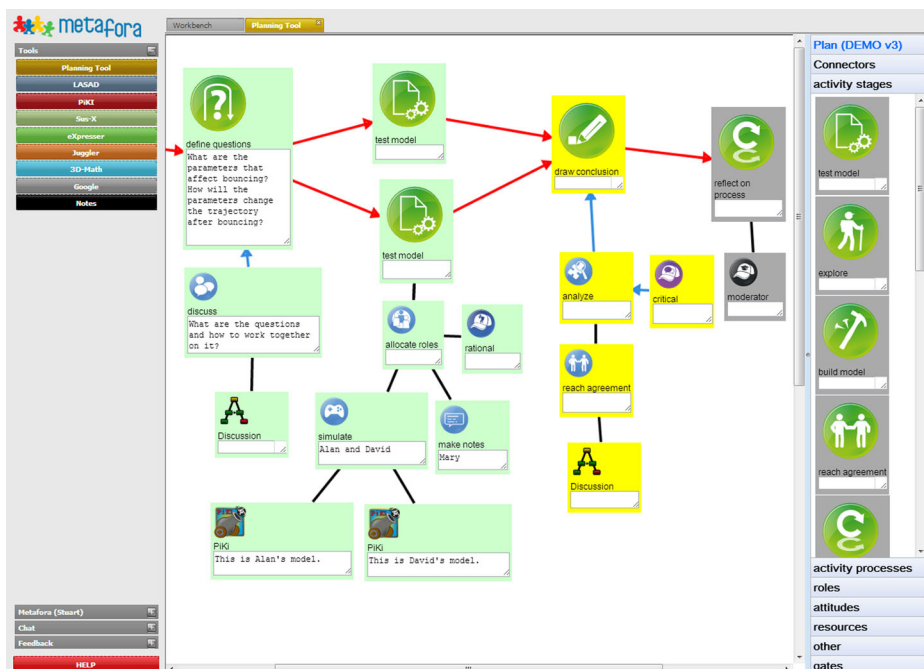 metafora
Workbench
Planning Tool
Tools
Planning Tool
LASAD
PiKI
Sus-X
eXpresser
Juggler
3D-Math
Google
Notes
define questions
What are the
parameters that
affect bouncing?
How will the
parameters change
the trajectory
after bouncing?
test model
test model
draw conclusion
reflect on
process
discuss
What are the questions
and how to work together
on it?
allocate roles
rational
analyze
critical
moderator
Discussion
simulate
Alan and David
make notes
Mary
reach agreement
Discussion
PiKi
This is Alan's model.
PiKi
This is David's model.
Plan (DEMO v3)
Connectors
activity stages
test model
explore
build model
reach agreement
activity processes
roles
attitudes
resources
other
gates
Metafora (Stuart)
Chat
Feedback
HELP